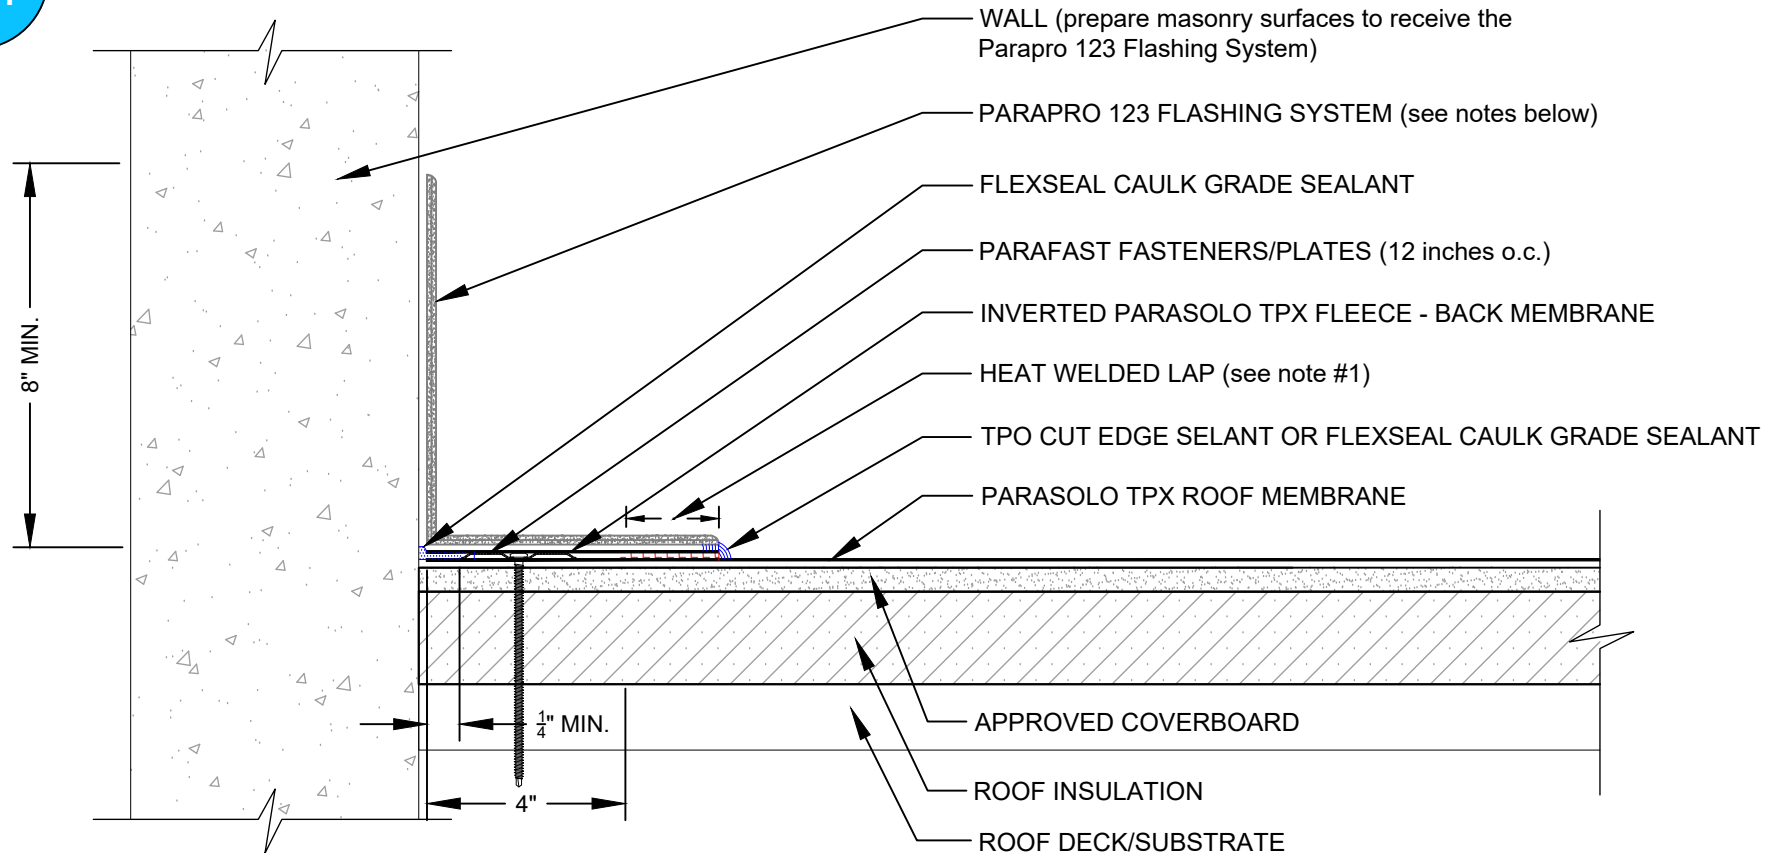 WALL (prepare masonry surfaces to receive the
Parapro 123 Flashing System)
PARAPRO 123 FLASHING SYSTEM (see notes below)
FLEXSEAL CAULK GRADE SEALANT
PARAFAST FASTENERS/PLATES (12 inches o.c.)
INVERTED PARASOLO TPX FLEECE - BACK MEMBRANE
HEAT WELDED LAP (see note #1)
TPO CUT EDGE SELANT OR FLEXSEAL CAULK GRADE SEALANT
PARASOLO TPX ROOF MEMBRANE
8" MIN.
1/4" MIN.
4"
APPROVED COVERBOARD
ROOF INSULATION
ROOF DECK/SUBSTRATE